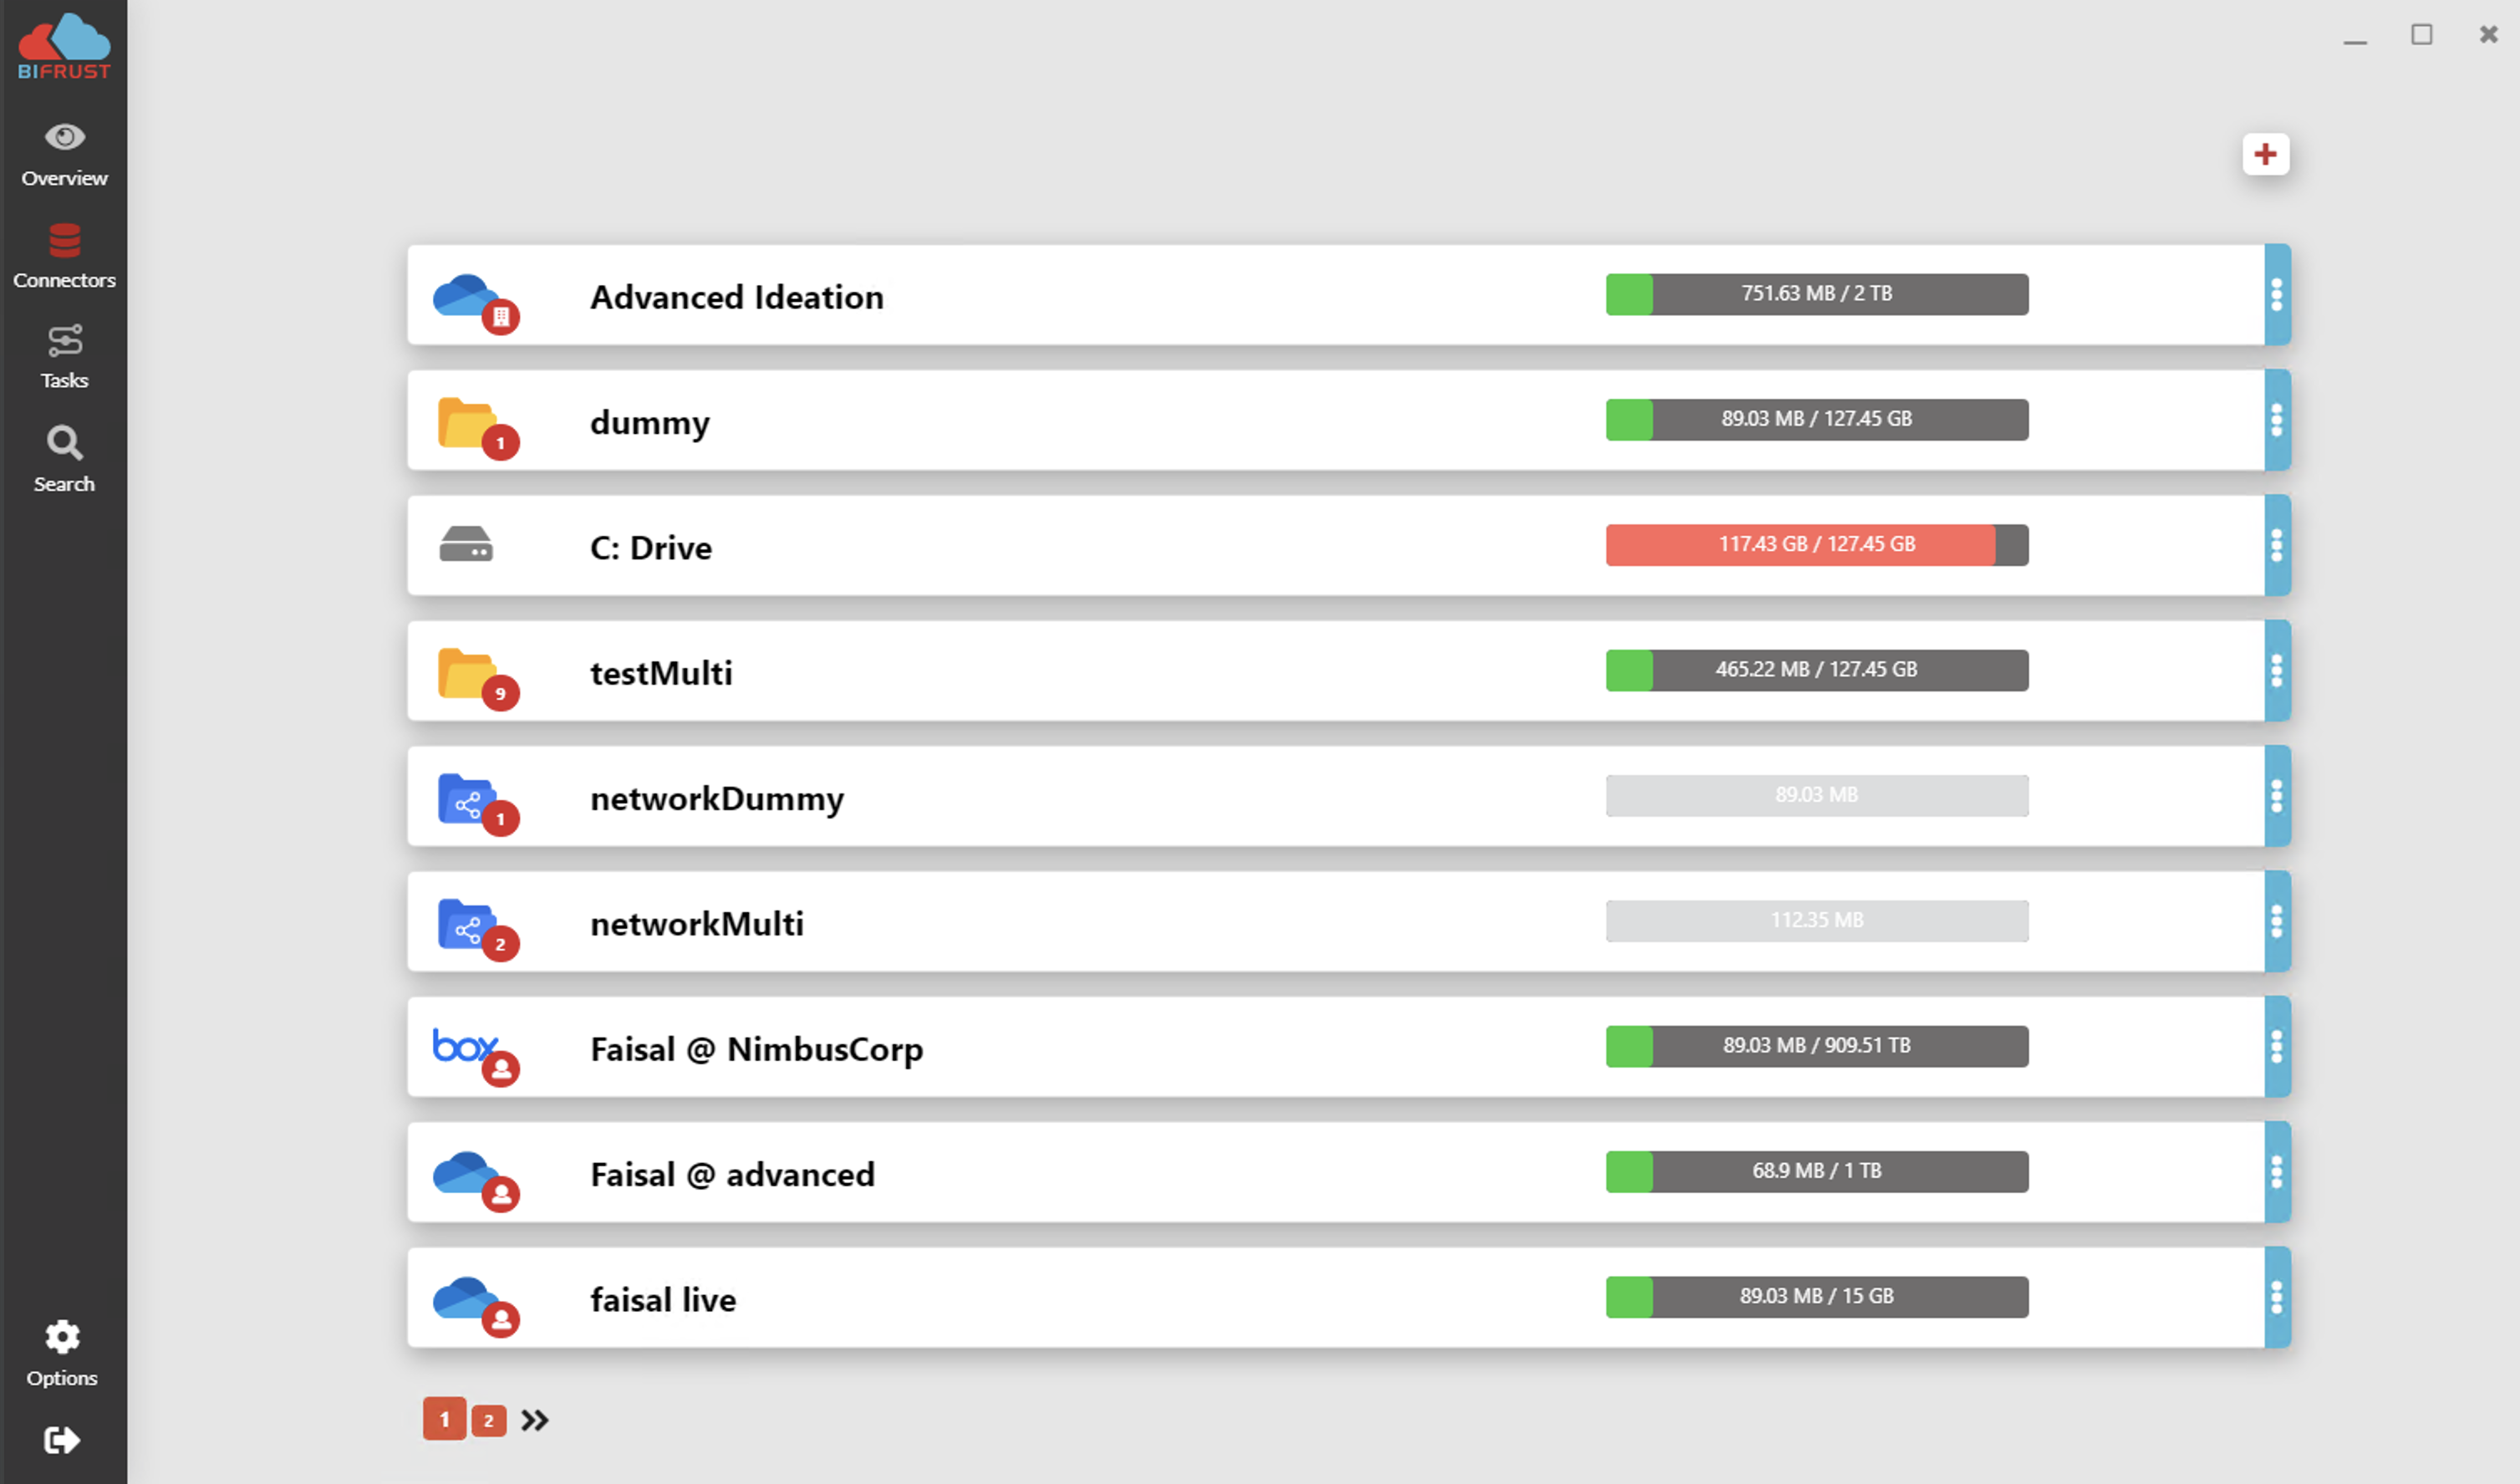 BIFRUST
Overview
Connectors
Tasks
Search
Options
Advanced Ideation
751.63 MB / 2 TB
1
dummy
89.03 MB / 127.45 GB
C: Drive
117.43 GB / 127.45 GB
9
testMulti
465.22 MB / 127.45 GB
1
networkDummy
89.03 MB
2
networkMulti
112.35 MB
box
Faisal @ NimbusCorp
89.03 MB / 909.51 TB
Faisal @ advanced
68.9 MB / 1 TB
faisal live
89.03 MB / 15 GB
1 2